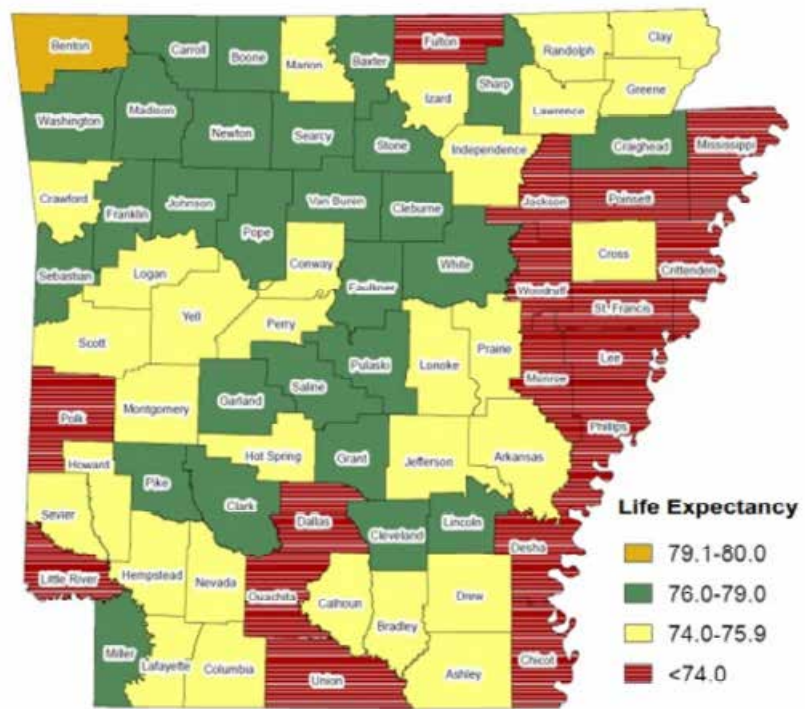 Benton
Carroll
Boone
Marion
Baxter
Fulton
Randolph
Clay
Izard
Sharp
Greene
Lawrence
Washington
Madison
Newton
Searcy
Stone
Independence
Craighead
Mississippi
Crawford
Franklin
Johnson
Van Buren
Cleburne
Jackson
Poinsett
Pope
Sebastian
Logan
Conway
Faulkner
White
Cross
Crittenden
Woodruff
St. Francis
Scott
Yell
Perry
Pulaski
Lonoke
Prairie
Lee
Monroe
Saline
Garland
Polk
Montgomery
Phillips
Howard
Hot Spring
Grant
Jefferson
Arkansas
Pike
Clark
Sevier
Dallas
Cleveland
Lincoln
Desha
Little River
Hempstead
Nevada
Ouachita
Calhoun
Bradley
Drew
Miller
Lafayette
Columbia
Union
Ashley
Chicot
Life Expectancy
79.1-80.0
76.0-79.0
74.0-75.9
<74.0